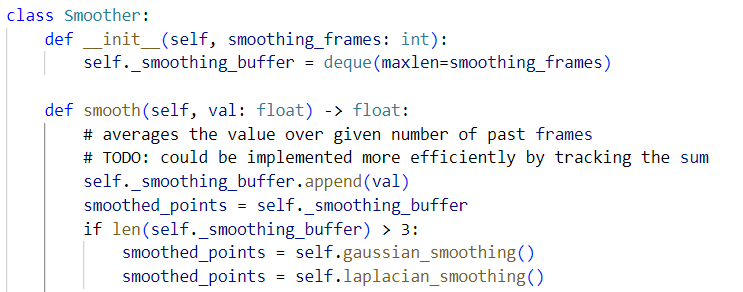 class Smoother:
    def __init__(self, smoothing_frames: int):
        self._smoothing_buffer = deque(maxlen=smoothing_frames)

    def smooth(self, val: float) -> float:
        # averages the value over given number of past frames
        # TODO: could be implemented more efficiently by tracking the sum
        self._smoothing_buffer.append(val)
        smoothed_points = self._smoothing_buffer
        if len(self._smoothing_buffer) > 3:
            smoothed_points = self.gaussian_smoothing()
            smoothed_points = self.laplacian_smoothing()